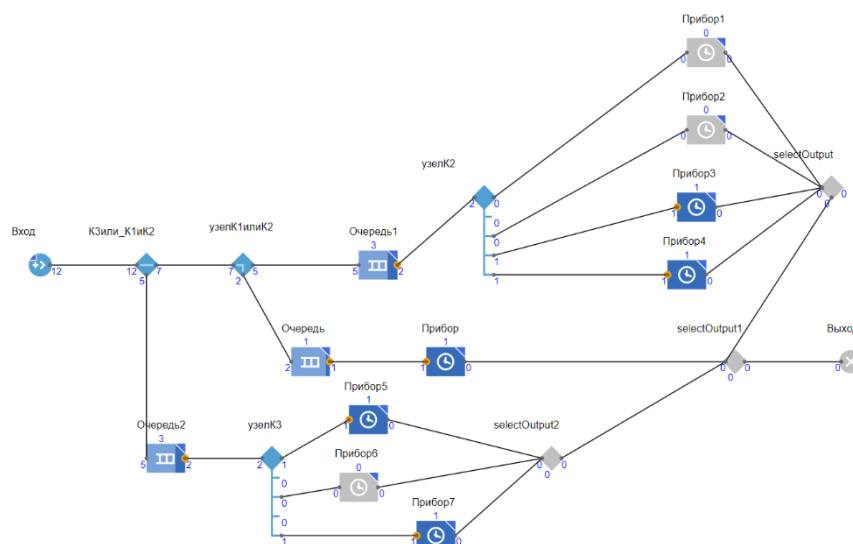 Прибор1
0
0 0
Прибор2
0
0 0
selectOutput
узелК2
Прибор3
1
2 0
1 0
0 0
0
Вход
К3или_К1иК2
узелК1илиК2
Очередь1
3
0
Прибор4
1
1
12
12 7
5
7 5
2
5 2
1
1 0
Очередь
1
Прибор
1
selectOutput1
Выход
2 1
1 0
0 0
0
0
Прибор5
1
Очередь2
3
узелК3
1 0
selectOutput2
5 2
2 1
0
Прибор6
0
0 0
0
0 0
0
0
Прибор7
1
1
1 0